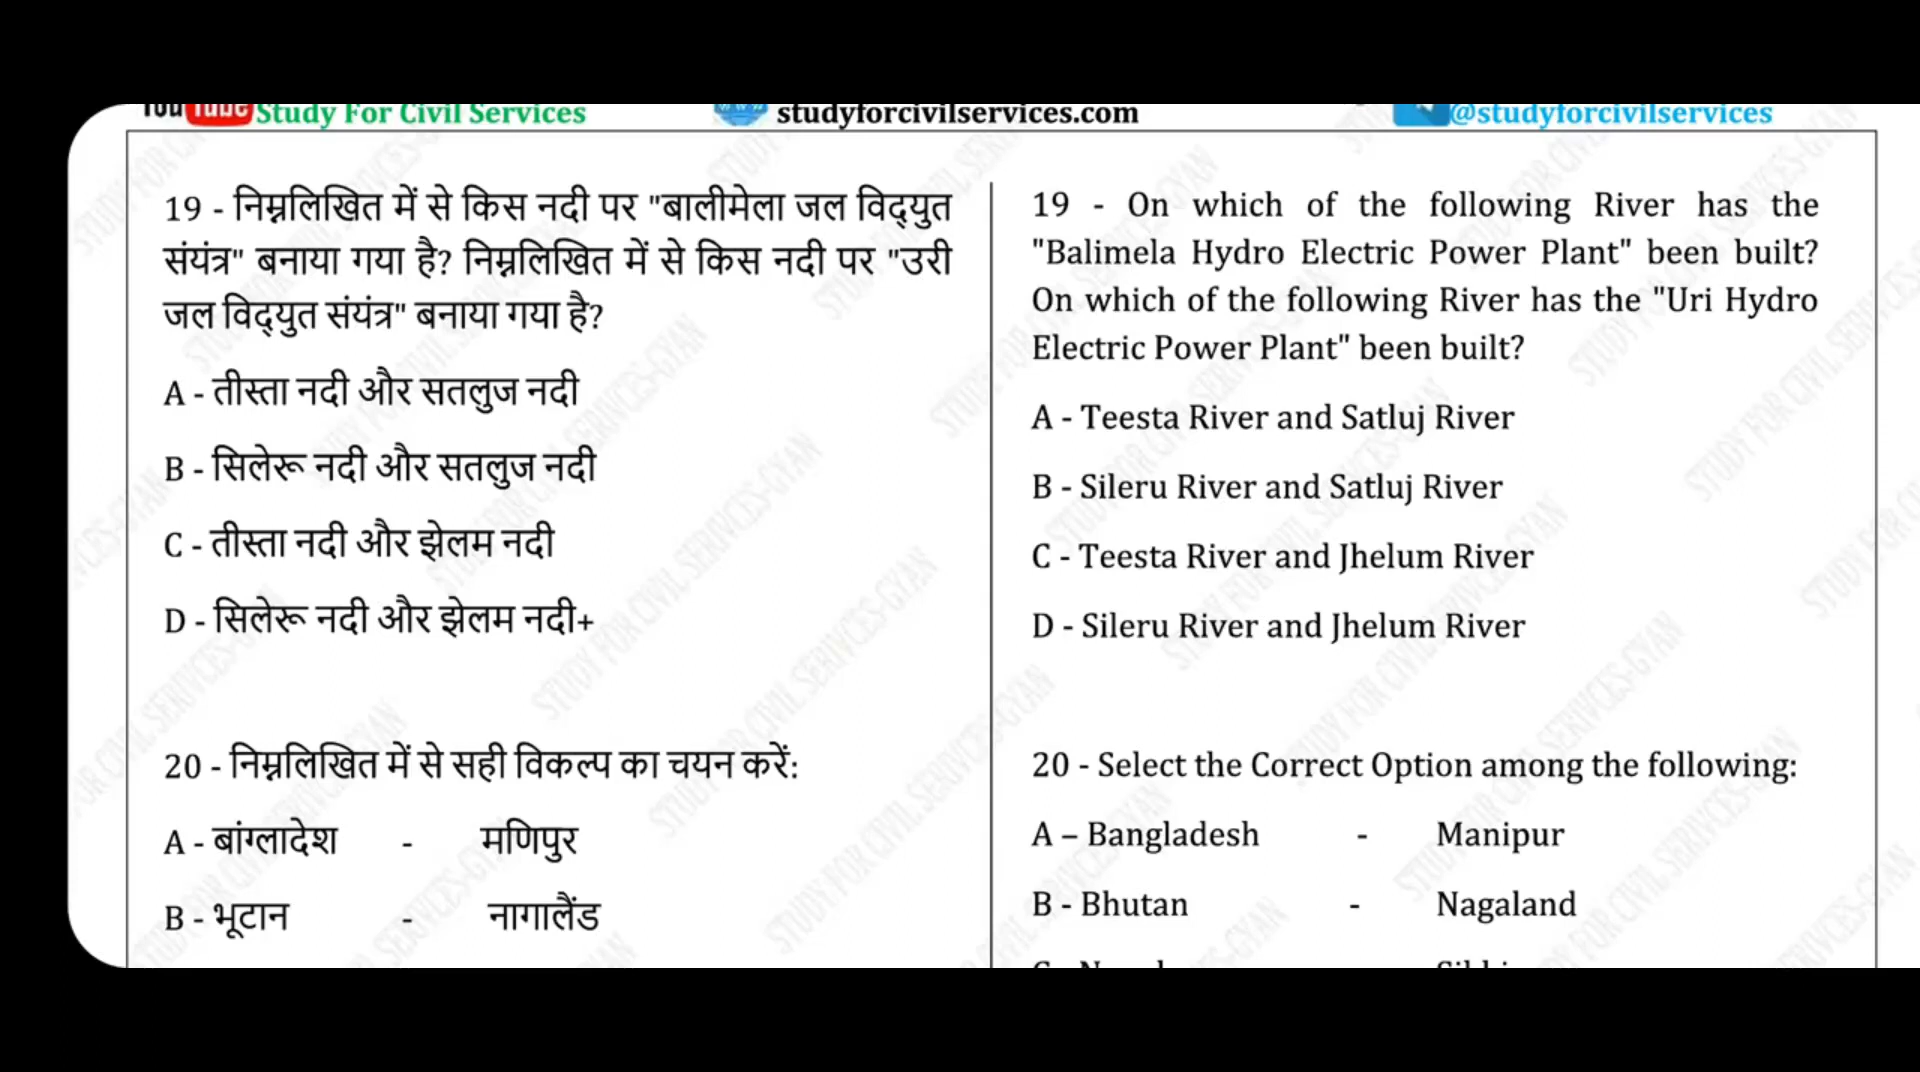 YouTube Study For Civil Services
studyforcivilservices.com
@studyforcivilservices
19 - निम्नलिखित में से किस नदी पर "बालीमेला जल विद्युत
संयंत्र" बनाया गया है? निम्नलिखित में से किस नदी पर "उरी
जल विद्युत संयंत्र" बनाया गया है?
A - तीस्ता नदी और सतलुज नदी
B - सिलेरू नदी और सतलुज नदी
C - तीस्ता नदी और झेलम नदी
D - सिलेरू नदी और झेलम नदी+
20 - निम्नलिखित में से सही विकल्प का चयन करें:
A - बांग्लादेश - मणिपुर
B - भूटान - नागालैंड
19 - On which of the following River has the
"Balimela Hydro Electric Power Plant" been built?
On which of the following River has the "Uri Hydro
Electric Power Plant" been built?
A - Teesta River and Satluj River
B - Sileru River and Satluj River
C - Teesta River and Jhelum River
D - Sileru River and Jhelum River
20 - Select the Correct Option among the following:
A – Bangladesh - Manipur
B - Bhutan - Nagaland